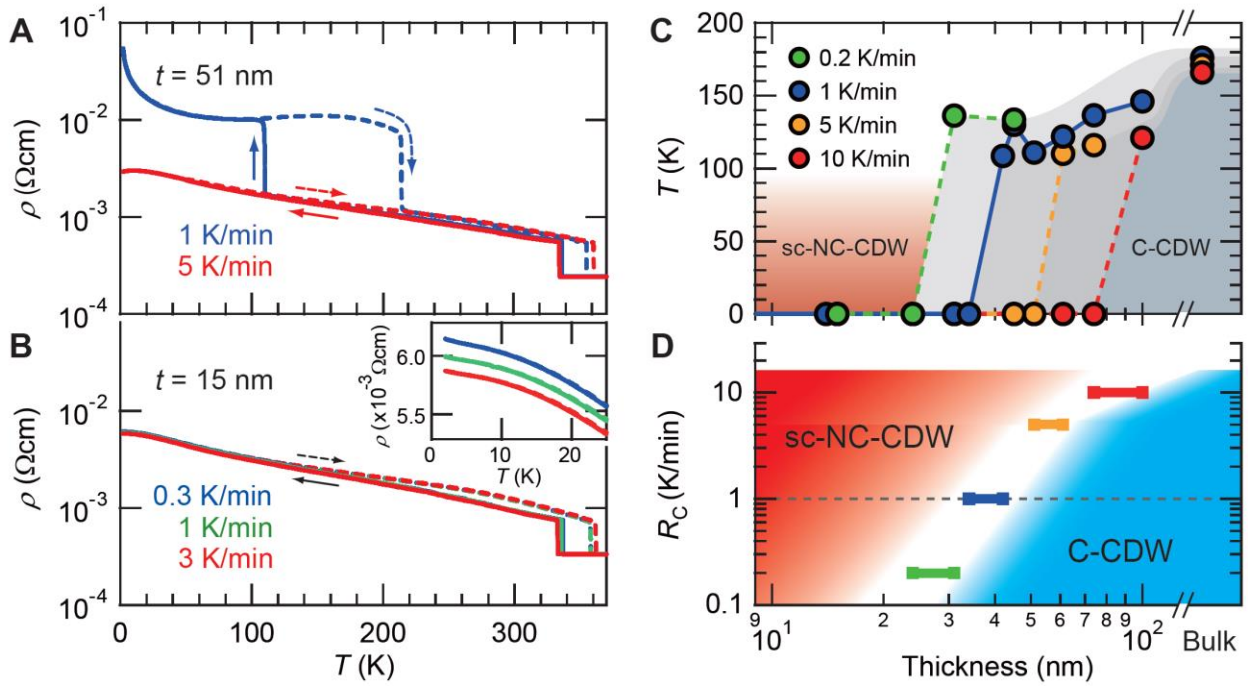 A
t = 51 nm
ρ (Ωcm)
10⁻¹
10⁻²
10⁻³
10⁻⁴
1 K/min
5 K/min
B
t = 15 nm
ρ (Ωcm)
10⁻²
10⁻³
10⁻⁴
0.3 K/min
1 K/min
3 K/min
0 100 200 300
T (K)
ρ (x10⁻³ Ωcm)
6.0
5.5
0 10 20
T (K)
C
T (K)
200
150
100
50
0
0.2 K/min
1 K/min
5 K/min
10 K/min
sc-NC-CDW
C-CDW
D
R_C (K/min)
10
1
0.1
sc-NC-CDW
C-CDW
9 10¹ 2 3 4 5 6 7 8 9 10² Bulk
Thickness (nm)